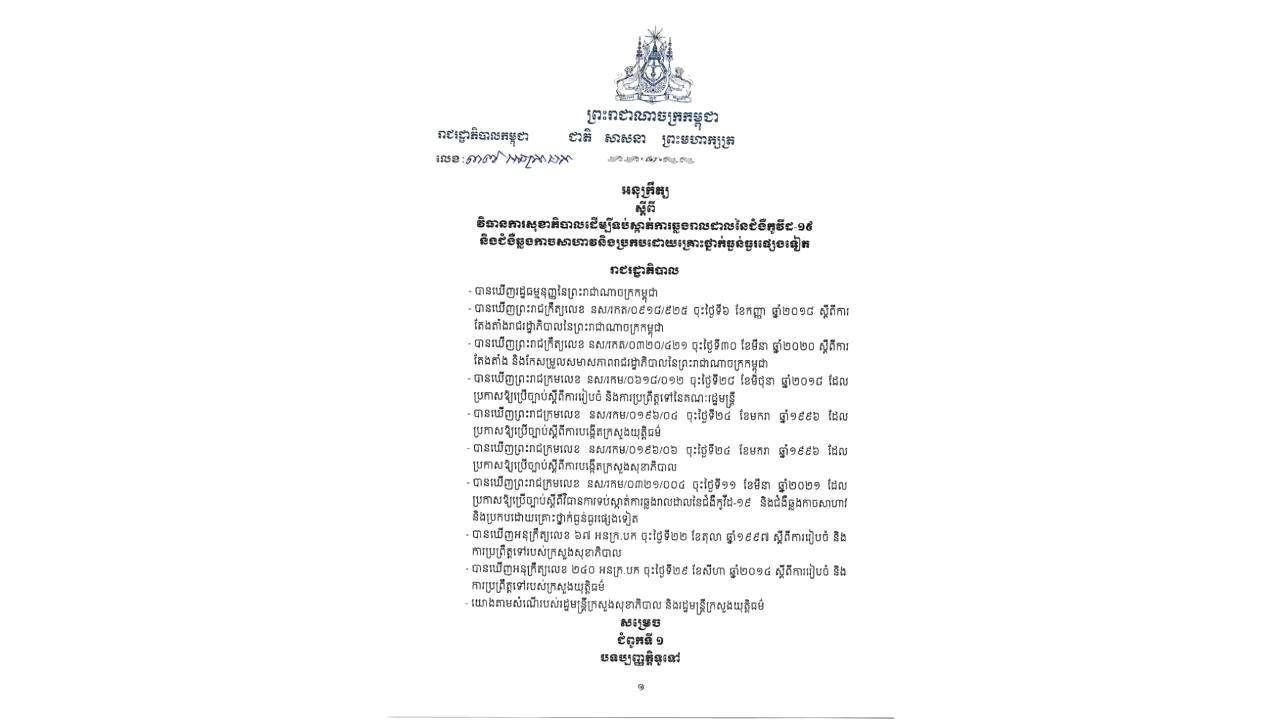 ព្រះរាជាណាចក្រកម្ពុជា
រាជរដ្ឋាភិបាលកម្ពុជា ជាតិ សាសនា ព្រះមហាក្សត្រ
លេខ:
អនុក្រឹត្យ
ស្តីពី
វិធានការសុខាភិបាលដើម្បីទប់ស្កាត់ការឆ្លងរាលដាលនៃជំងឺកូវីដ-១៩
និងជំងឺឆ្លងកាចសាហាវនិងប្រកបដោយគ្រោះថ្នាក់ធ្ងន់ធ្ងរផ្សេងទៀត
រាជរដ្ឋាភិបាល
- បានឃើញរដ្ឋធម្មនុញ្ញនៃព្រះរាជាណាចក្រកម្ពុជា
- បានឃើញព្រះរាជក្រឹត្យលេខ នស/រកត/០៩១៨/៩២៥ ចុះថ្ងៃទី៦ ខែកញ្ញា ឆ្នាំ២០១៨ ស្តីពីការ
តែងតាំងរាជរដ្ឋាភិបាលនៃព្រះរាជាណាចក្រកម្ពុជា
- បានឃើញព្រះរាជក្រឹត្យលេខ នស/រកត/០៣២០/៤២១ ចុះថ្ងៃទី៣០ ខែមីនា ឆ្នាំ២០២០ ស្តីពីការ
តែងតាំង និងកែសម្រួលសមាសភាពរាជរដ្ឋាភិបាលនៃព្រះរាជាណាចក្រកម្ពុជា
- បានឃើញព្រះរាជក្រមលេខ នស/រកម/០៦១៨/០១២ ចុះថ្ងៃទី២៨ ខែមិថុនា ឆ្នាំ២០១៨ ដែល
ប្រកាសឱ្យប្រើច្បាប់ស្តីពីការរៀបចំ និងការប្រព្រឹត្តទៅនៃគណៈរដ្ឋមន្ត្រី
- បានឃើញព្រះរាជក្រមលេខ នស/រកម/០១៩៦/០៤ ចុះថ្ងៃទី២៤ ខែមករា ឆ្នាំ១៩៩៦ ដែល
ប្រកាសឱ្យប្រើច្បាប់ស្តីពីការបង្កើតក្រសួងយុត្តិធម៌
- បានឃើញព្រះរាជក្រមលេខ នស/រកម/០១៩៦/០៦ ចុះថ្ងៃទី២៤ ខែមករា ឆ្នាំ១៩៩៦ ដែល
ប្រកាសឱ្យប្រើច្បាប់ស្តីពីការបង្កើតក្រសួងសុខាភិបាល
- បានឃើញព្រះរាជក្រមលេខ នស/រកម/០៣២១/០០៤ ចុះថ្ងៃទី១១ ខែមីនា ឆ្នាំ២០២១ ដែល
ប្រកាសឱ្យប្រើច្បាប់ស្តីពីវិធានការទប់ស្កាត់ការឆ្លងរាលដាលនៃជំងឺកូវីដ-១៩ និងជំងឺឆ្លងកាចសាហាវ
និងប្រកបដោយគ្រោះថ្នាក់ធ្ងន់ធ្ងរផ្សេងទៀត
- បានឃើញអនុក្រឹត្យលេខ ៦៧ អនក្រ.បក ចុះថ្ងៃទី២២ ខែតុលា ឆ្នាំ១៩៩៧ ស្តីពីការរៀបចំ និង
ការប្រព្រឹត្តទៅរបស់ក្រសួងសុខាភិបាល
- បានឃើញអនុក្រឹត្យលេខ ២៤០ អនក្រ.បក ចុះថ្ងៃទី២៩ ខែសីហា ឆ្នាំ២០១៤ ស្តីពីការរៀបចំ និង
ការប្រព្រឹត្តទៅរបស់ក្រសួងយុត្តិធម៌
- យោងតាមសំណើរបស់រដ្ឋមន្ត្រីក្រសួងសុខាភិបាល និងរដ្ឋមន្ត្រីក្រសួងយុត្តិធម៌
សម្រេច
ជំពូកទី ១
បទប្បញ្ញត្តិទូទៅ
១